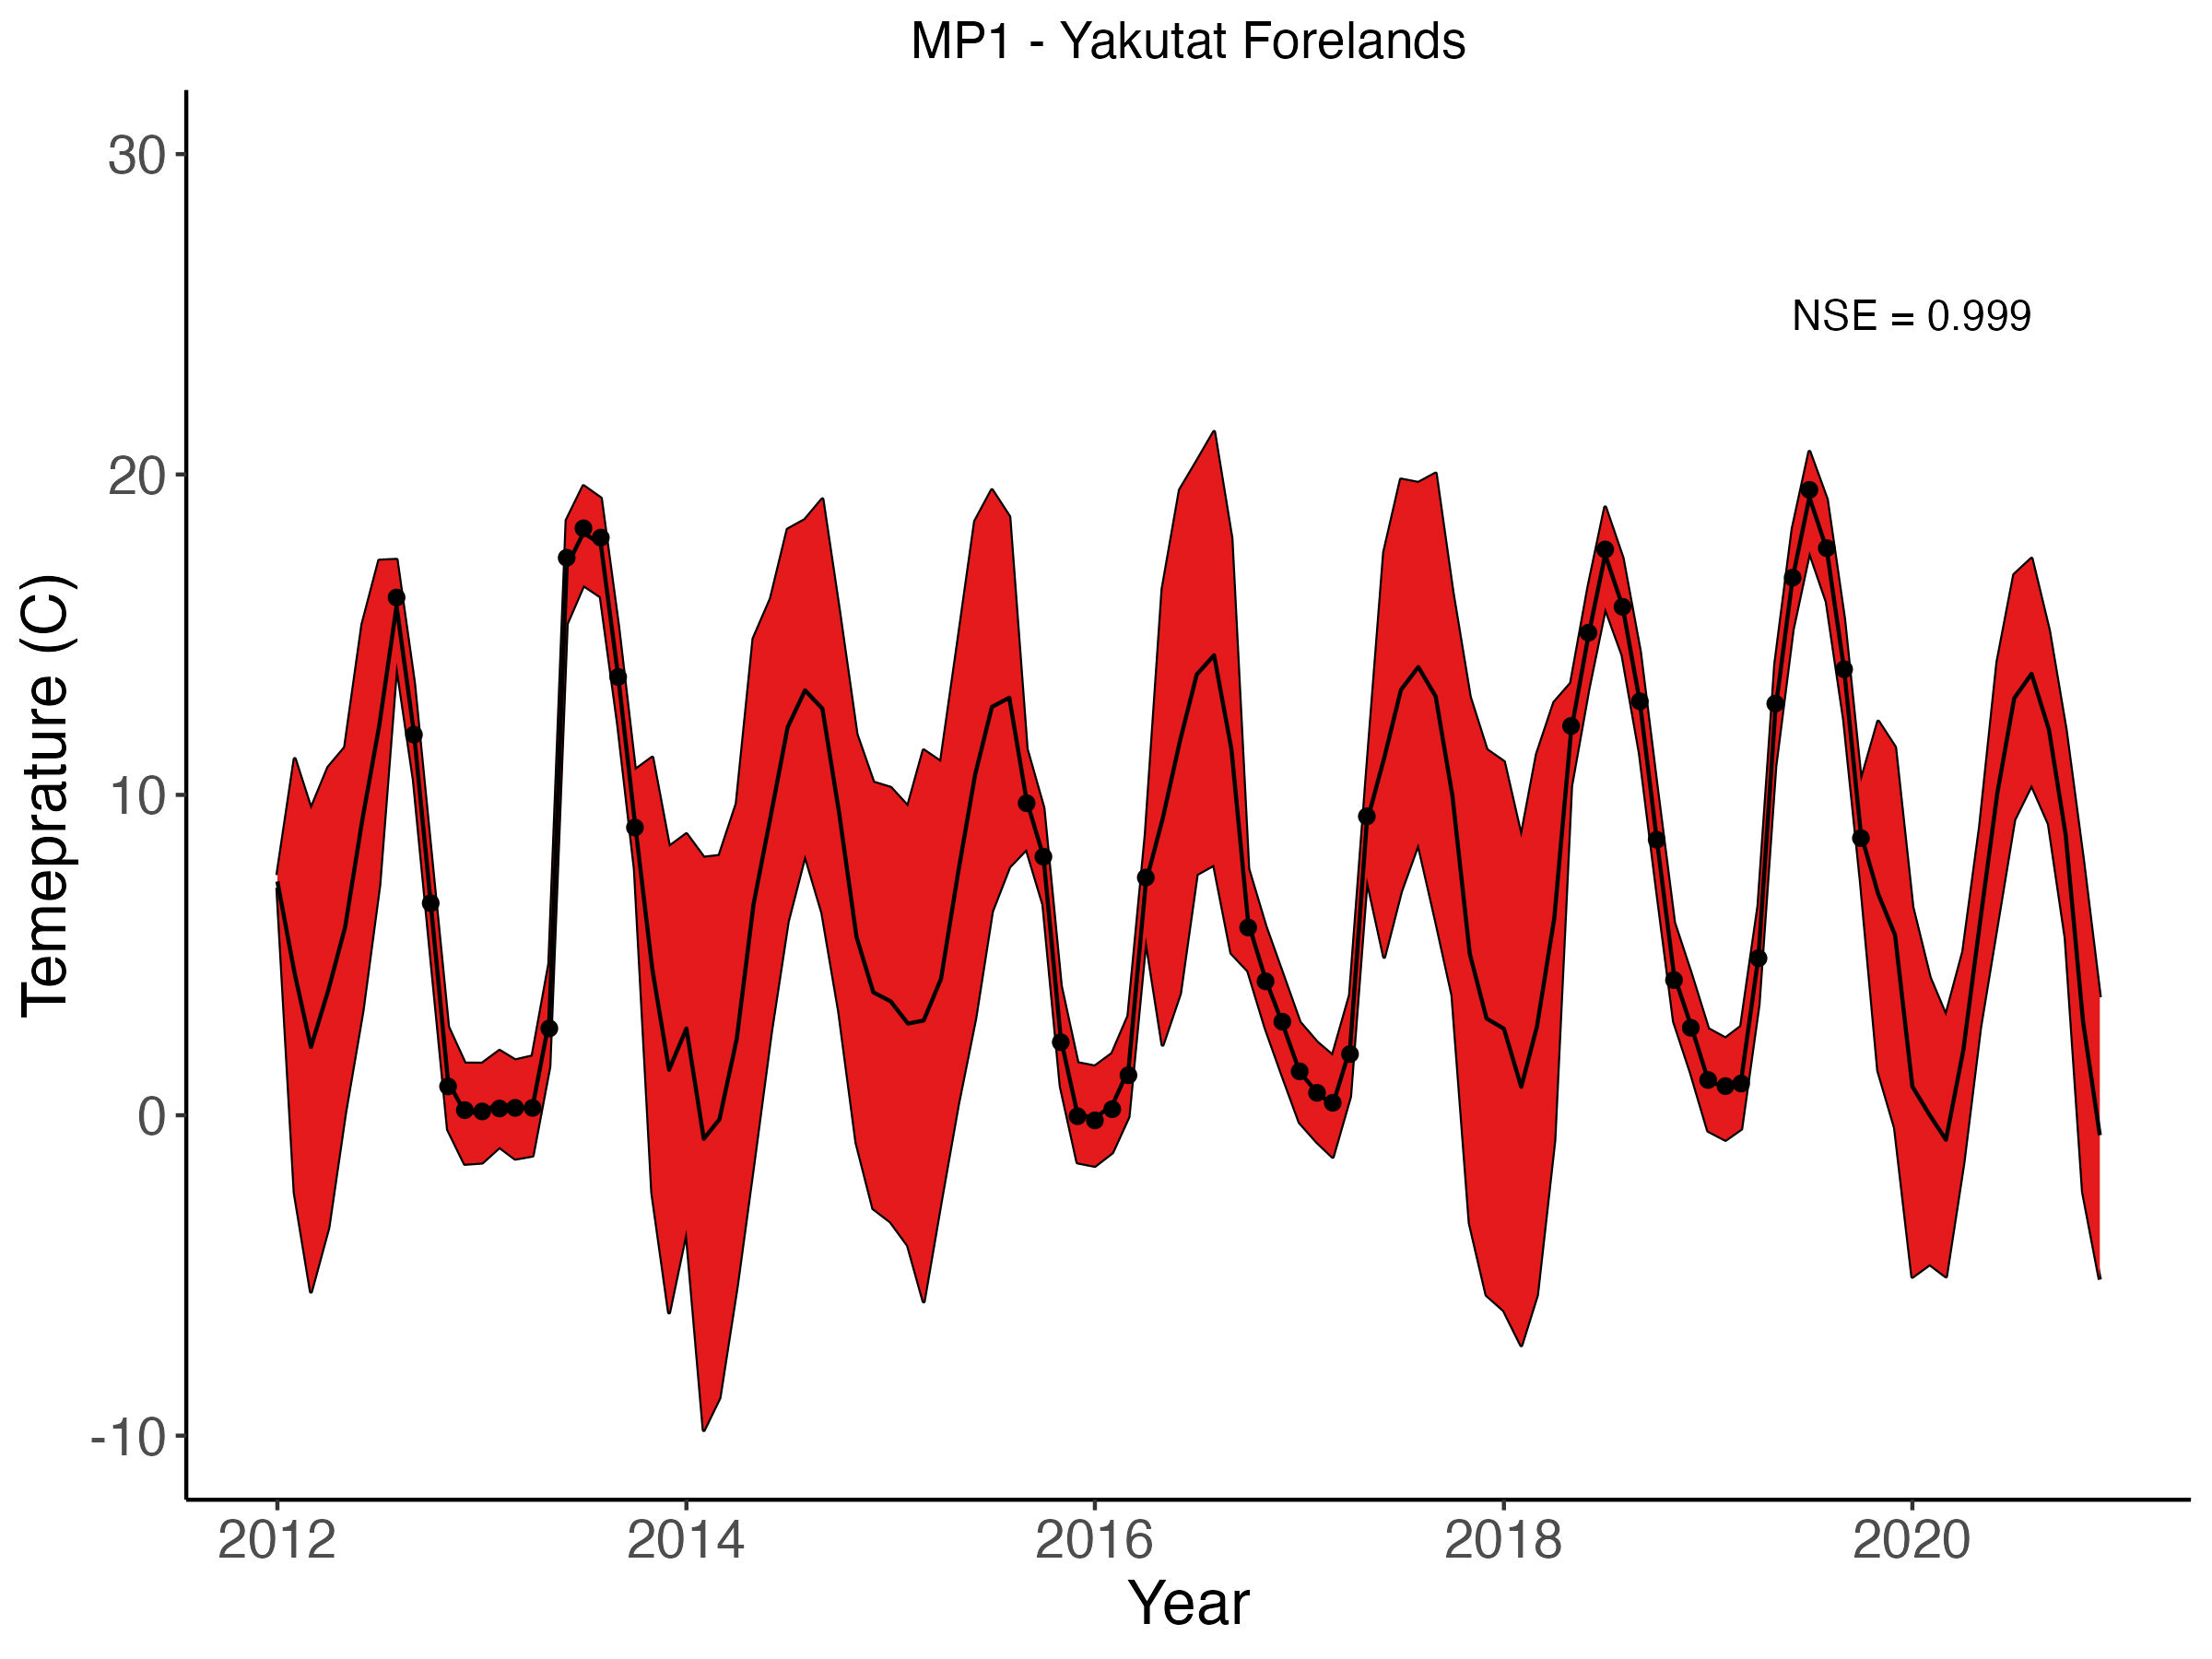 MP1 - Yakutat Forelands
30
20
10
0
-10
Temeprature (C)
NSE = 0.999
2012 2014 2016 2018 2020
Year